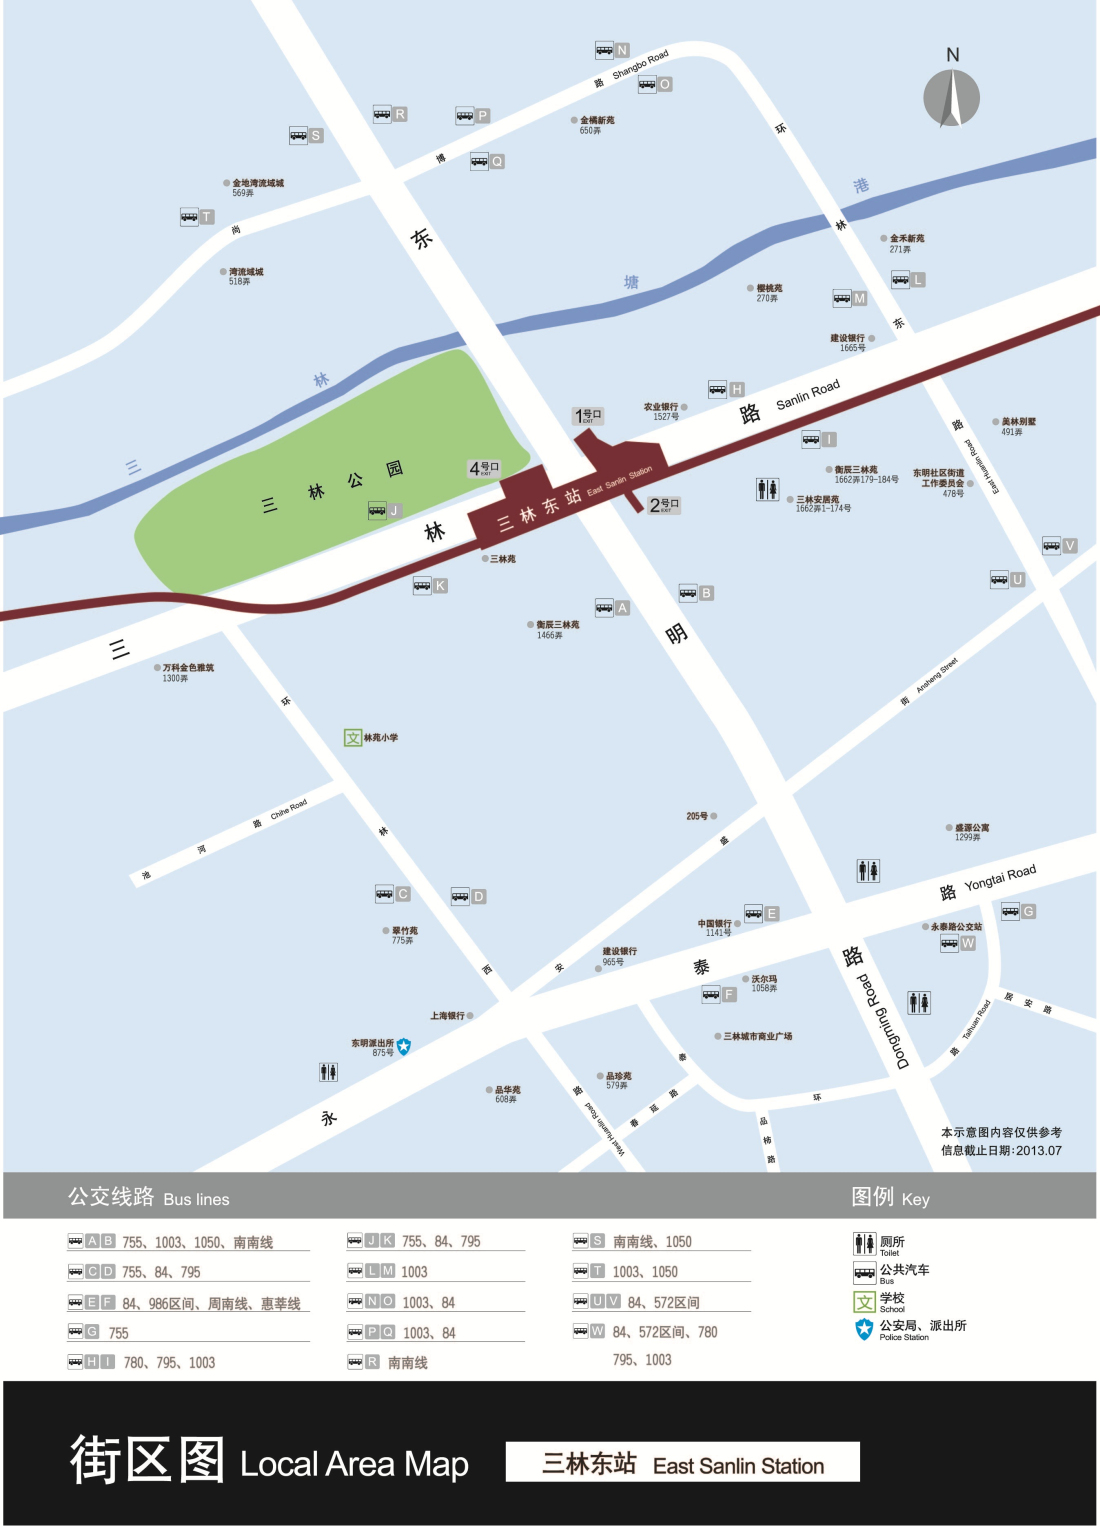 N
N
路 Shangbo Road
O
R
P
金橘新苑
650弄
环
S
博
Q
金地湾流域城
569弄
港
T
尚
东
林
金禾新苑
271弄
湾流域城
518弄
塘
樱桃苑
270弄
L
M
东
建设银行
1665号
林
H
路 Sanlin Road
农业银行
1527号
1号口
EXIT
路
East Huanlin Road
美林别墅
491弄
I
三
三林公园
4号口
EXIT
三林东站 East Sanlin Station
衡辰三林苑
1662弄179-184号
东明社区街道
工作委员会
478号
三林安居苑
1662弄1-174号
2号口
EXIT
J
林
三林苑
V
K
U
B
A
衡辰三林苑
1466弄
明
三
万科金色雅筑
1300弄
街 Ansheng Street
环
文 林苑小学
路 Chihe Road
205号
盛源公寓
1299弄
林
盛
河
池
路 Yongtai Road
C
D
E
G
中国银行
1141号
永泰路公交站
W
翠竹苑
775弄
建设银行
965号
西
安
泰
路
Dongming Road
沃尔玛
1058弄
F
居安路
上海银行
三林城市商业广场
路 Taihuan Road
东明派出所
875号
泰
品珍苑
579弄
品华苑
608弄
路
West Huanlin Road
春延路
环
永
品柿路
本示意图内容仅供参考
信息截止日期:2013.07
公交线路 Bus lines
图例 Key
A B 755、1003、1050、南南线
C D 755、84、795
E F 84、986区间、周南线、惠莘线
G 755
H I 780、795、1003
J K 755、84、795
L M 1003
N O 1003、84
P Q 1003、84
R 南南线
S 南南线、1050
T 1003、1050
U V 84、572区间
W 84、572区间、780
795、1003
厕所
Toilet
公共汽车
Bus
文 学校
School
公安局、派出所
Police Station
街区图 Local Area Map
三林东站 East Sanlin Station